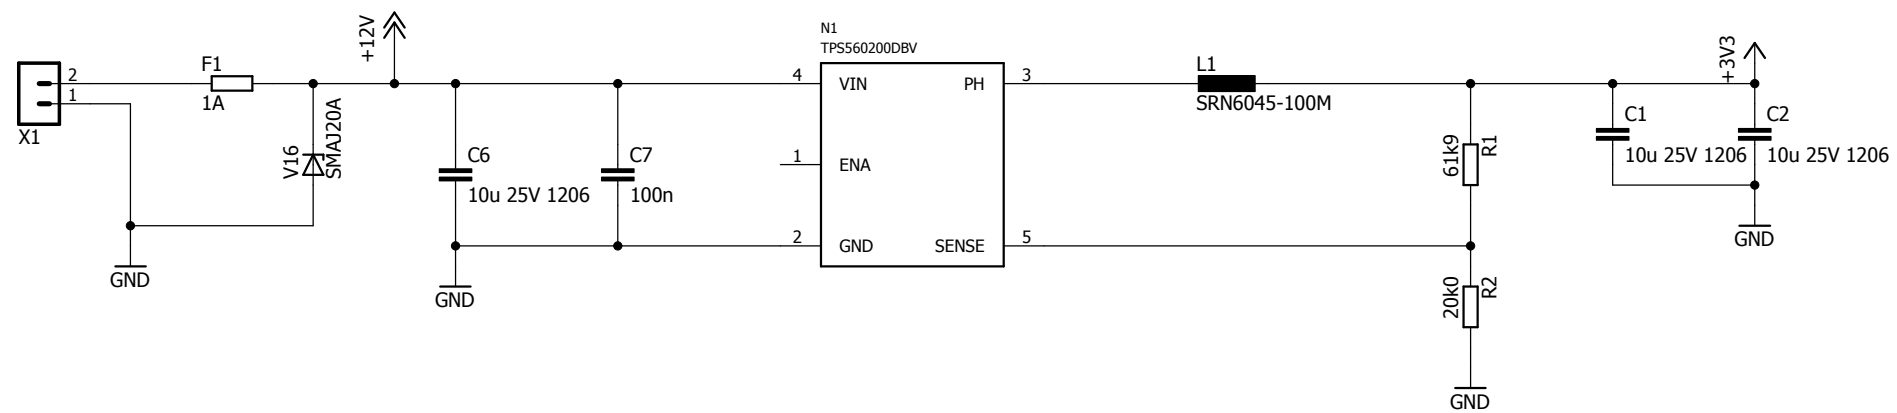 N1
TPS560200DBV
+12V
+3V3
2
F1
1A
1
X1
V16
SMAJ20A
GND
C6
10u 25V 1206
C7
100n
GND
4
VIN
PH
3
1
ENA
2
GND
SENSE
5
L1
SRN6045-100M
61k9
R1
20k0
R2
GND
C1
10u 25V 1206
C2
10u 25V 1206
GND